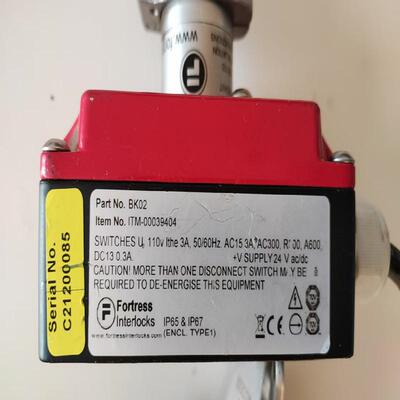 www.fo
Part No. BK02
Item No. ITM-00039404
SWITCHES Uᵢ 110v Ithe 3A, 50/60Hz. AC15 3A, AC300, R300, A600,
DC13 0.3A. +V SUPPLY 24 V ac/dc
CAUTION! MORE THAN ONE DISCONNECT SWITCH MAY BE
REQUIRED TO DE-ENERGISE THIS EQUIPMENT
Fortress
Interlocks
IP65 & IP67
(ENCL. TYPE1)
www.fortressinterlocks.com
Serial No.
C21200085